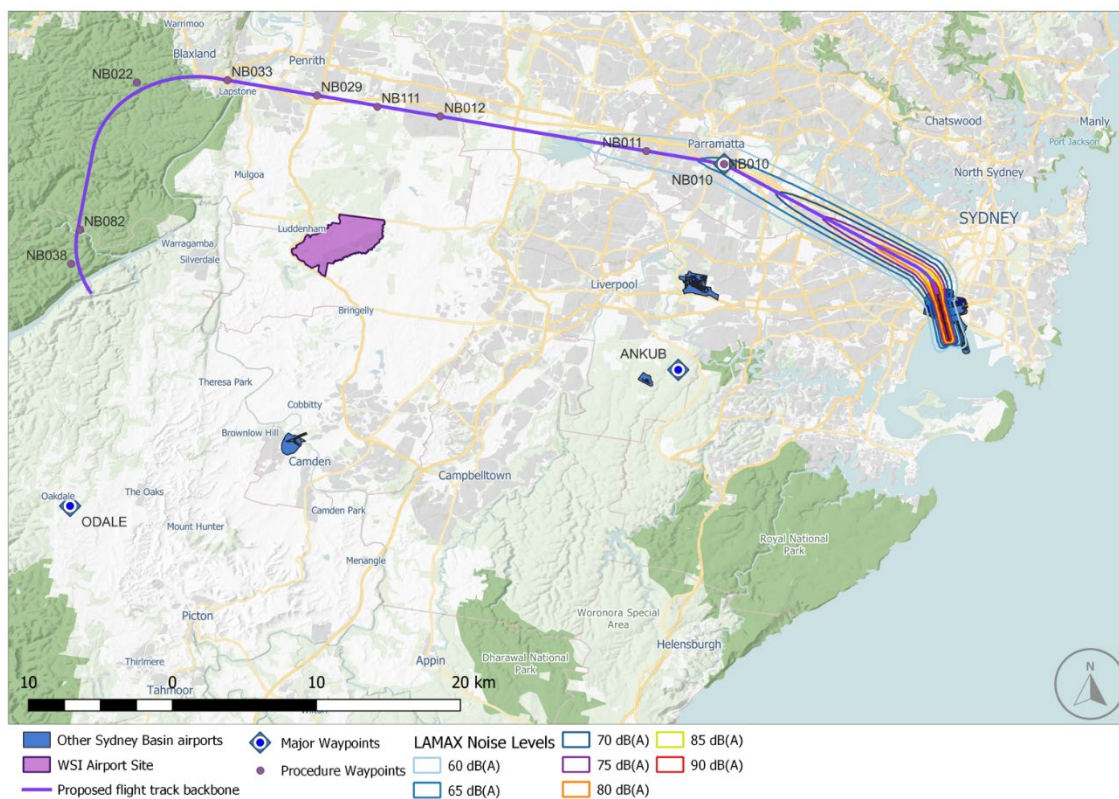 Warrimoo
Blaxland
NB022
NB033
Penrith
Lapstone
NB029
NB111
NB012
Chatswood
Manly
Port Jackson
Parramatta
NB011
NB010
NB010
North Sydney
Mulgoa
SYDNEY
NB082
Luddenham
Warragamba
NB038
Silverdale
Liverpool
Bringelly
ANKUB
Theresa Park
Cobbitty
Brownlow Hill
Camden
Campbelltown
Oakdale
The Oaks
ODALE
Camden Park
Mount Hunter
Royal National
Park
Menangle
Picton
Woronora Special
Area
Helensburgh
Appin
Dharawal National
Park
Thirlmere
Tahmoor
10 0 10 20 km
N
Other Sydney Basin airports
WSI Airport Site
Proposed flight track backbone
Major Waypoints
Procedure Waypoints
LAMAX Noise Levels
60 dB(A)
65 dB(A)
70 dB(A)
75 dB(A)
80 dB(A)
85 dB(A)
90 dB(A)